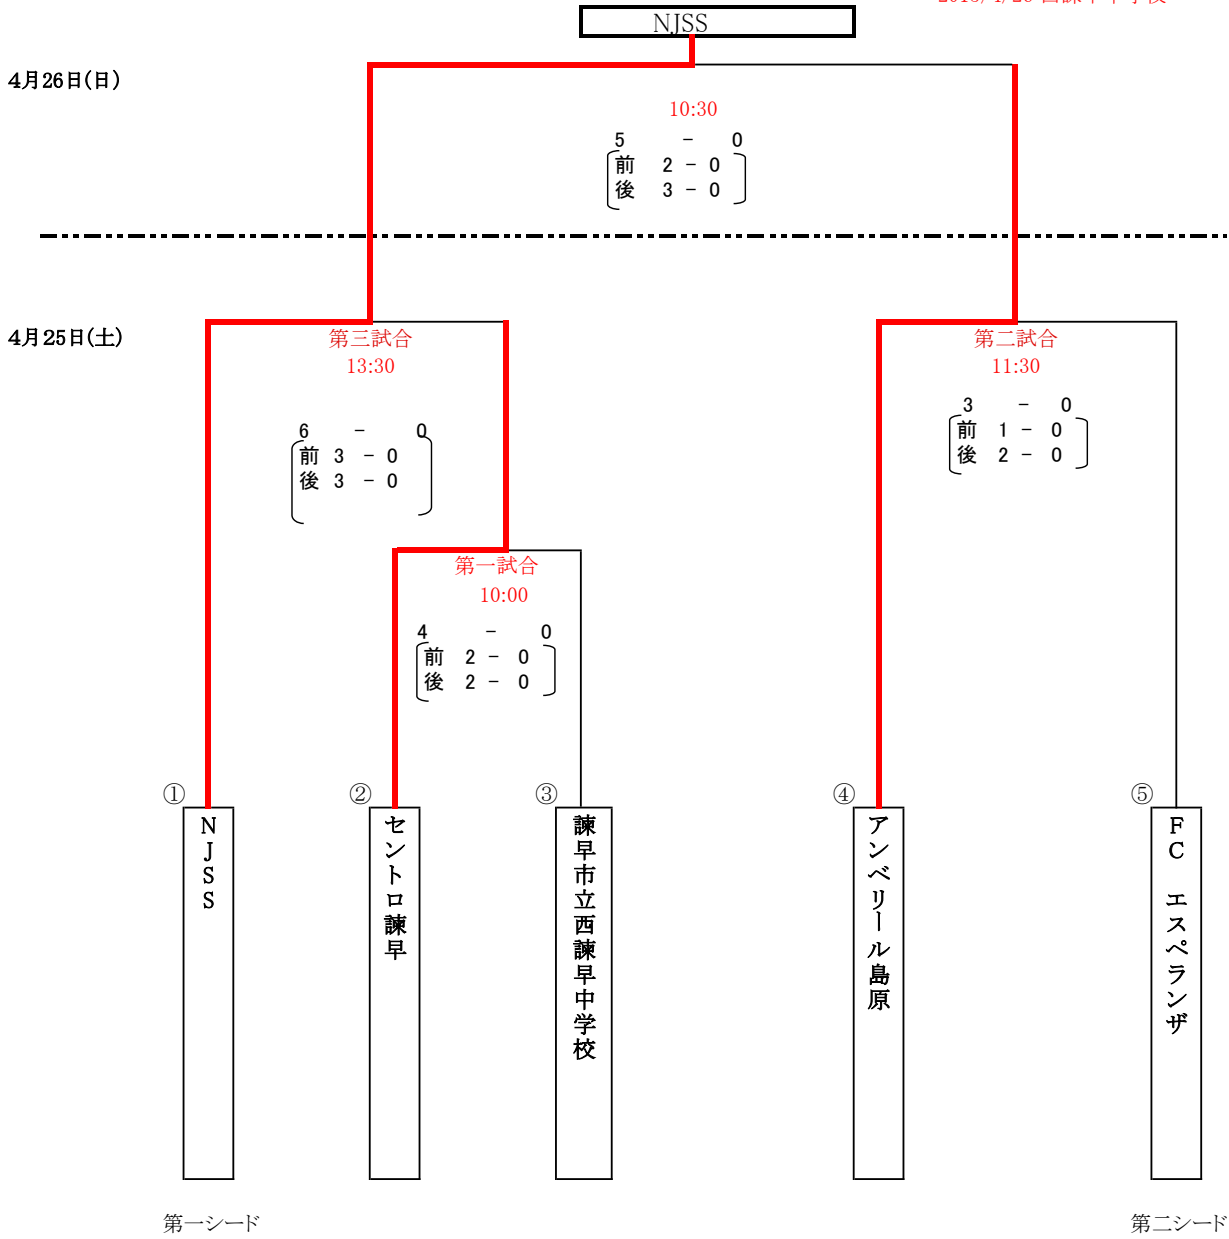 NJSS
4月26日(日)
10:30
5 - 0
前 2 - 0
後 3 - 0
4月25日(土)
第三試合
13:30
6 - 0
前 3 - 0
後 3 - 0
第二試合
11:30
3 - 0
前 1 - 0
後 2 - 0
第一試合
10:00
4 - 0
前 2 - 0
後 2 - 0
①
NJSS
②
セントロ諫早
③
諫早市立西諫早中学校
④
アンベリール島原
⑤
FC エスペランザ
第一シード
第二シード